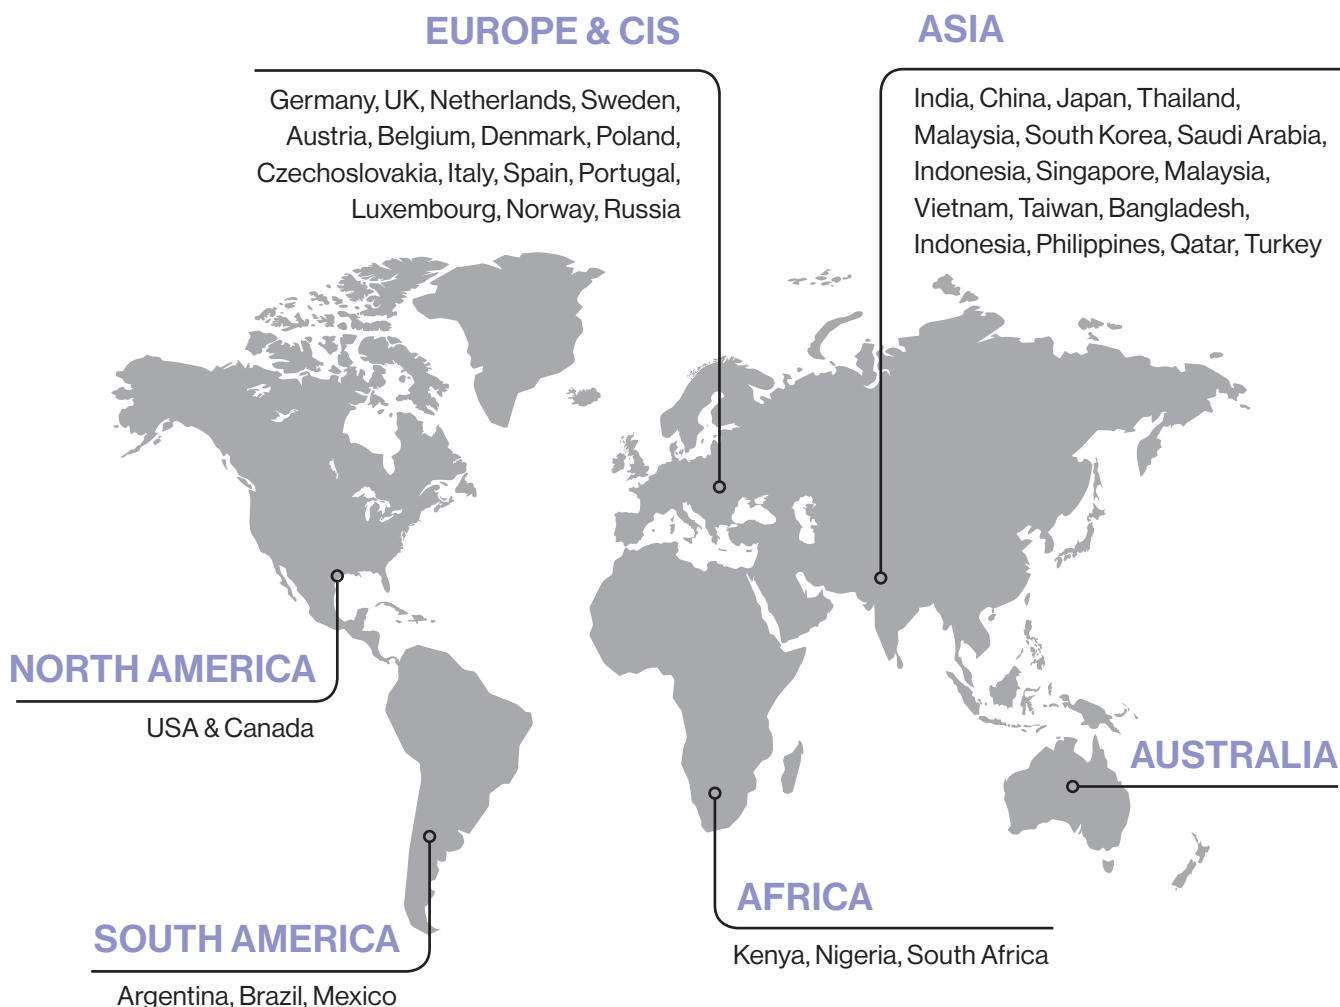 EUROPE & CIS
Germany, UK, Netherlands, Sweden,
Austria, Belgium, Denmark, Poland,
Czechoslovakia, Italy, Spain, Portugal,
Luxembourg, Norway, Russia
ASIA
India, China, Japan, Thailand,
Malaysia, South Korea, Saudi Arabia,
Indonesia, Singapore, Malaysia,
Vietnam, Taiwan, Bangladesh,
Indonesia, Philippines, Qatar, Turkey
NORTH AMERICA
USA & Canada
AUSTRALIA
AFRICA
Kenya, Nigeria, South Africa
SOUTH AMERICA
Argentina, Brazil, Mexico